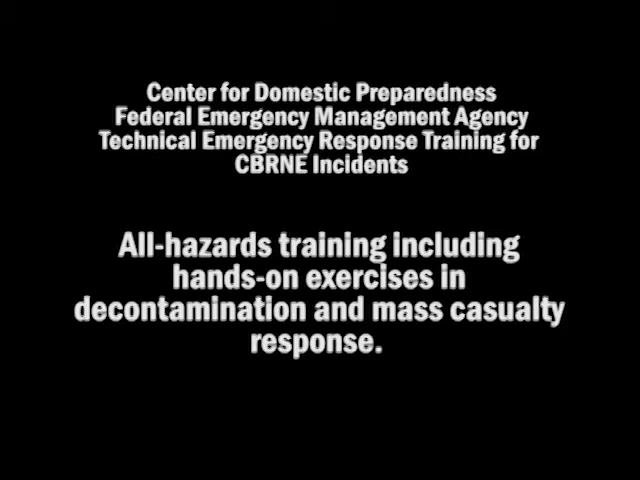 Center for Domestic Preparedness
Federal Emergency Management Agency
Technical Emergency Response Training for
CBRNE Incidents
All-hazards training including
hands-on exercises in
decontamination and mass casualty
response.